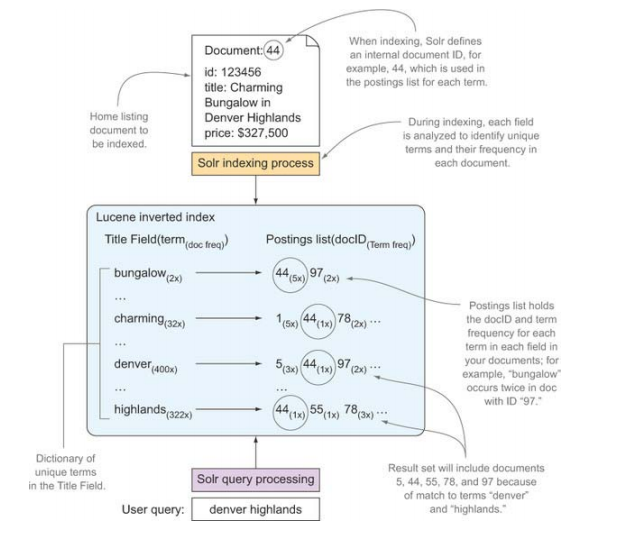 Document: 44
id: 123456
title: Charming
Bungalow in
Denver Highlands
price: $327,500
When indexing, Solr defines
an internal document ID, for
example, 44, which is used in
the postings list for each term.
Home listing
document to
be indexed.
During indexing, each field
is analyzed to identify unique
terms and their frequency in
each document.
Solr indexing process
Lucene inverted index
Title Field(term(doc freq)) Postings list(docID(Term freq))
bungalow(2x) 44(5x) 97(2x)
...
charming(32x) 1(5x) 44(1x) 78(2x) ...
...
denver(400x) 5(3x) 44(1x) 97(2x) ...
... ...
highlands(322x) 44(1x) 55(1x) 78(3x) ...
Postings list holds
the docID and term
frequency for each
term in each field in
your documents; for
example, “bungalow”
occurs twice in doc
with ID “97.”
Dictionary of
unique terms
in the Title Field.
Result set will include documents
5, 44, 55, 78, and 97 because
of match to terms “denver”
and “highlands.”
Solr query processing
User query: denver highlands